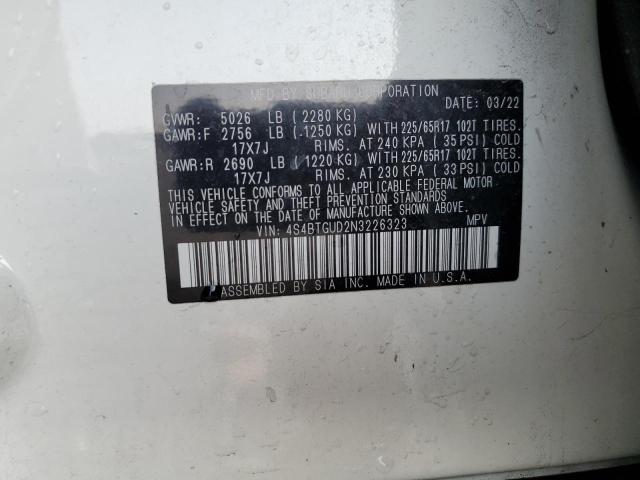 MFD BY SUBARU CORPORATION
DATE: 03/22
GVWR: 5026 LB ( 2280 KG)
GAWR:F 2756 LB ( 1250 KG) WITH 225/65R17 102T TIRES.
17X7J RIMS. AT 240 KPA ( 35 PSI) COLD
GAWR:R 2690 LB ( 1220 KG) WITH 225/65R17 102T TIRES.
17X7J RIMS. AT 230 KPA ( 33 PSI) COLD
THIS VEHICLE CONFORMS TO ALL APPLICABLE FEDERAL MOTOR
VEHICLE SAFETY AND THEFT PREVENTION STANDARDS
IN EFFECT ON THE DATE OF MANUFACTURE SHOWN ABOVE.
VIN: 4S4BTGUD2N3226323 MPV
ASSEMBLED BY SIA INC. MADE IN U.S.A.